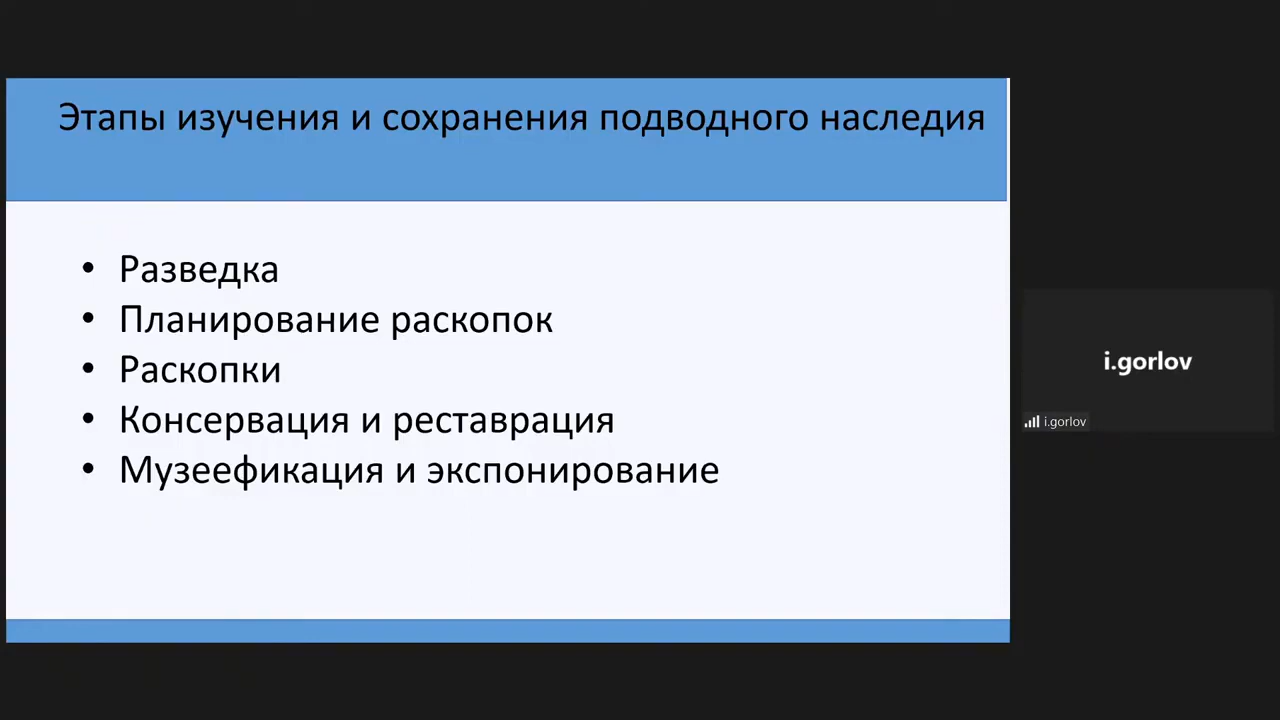 Этапы изучения и сохранения подводного наследия
• Разведка
• Планирование раскопок
• Раскопки
• Консервация и реставрация
• Музеефикация и экспонирование
i.gorlov
i.gorlov